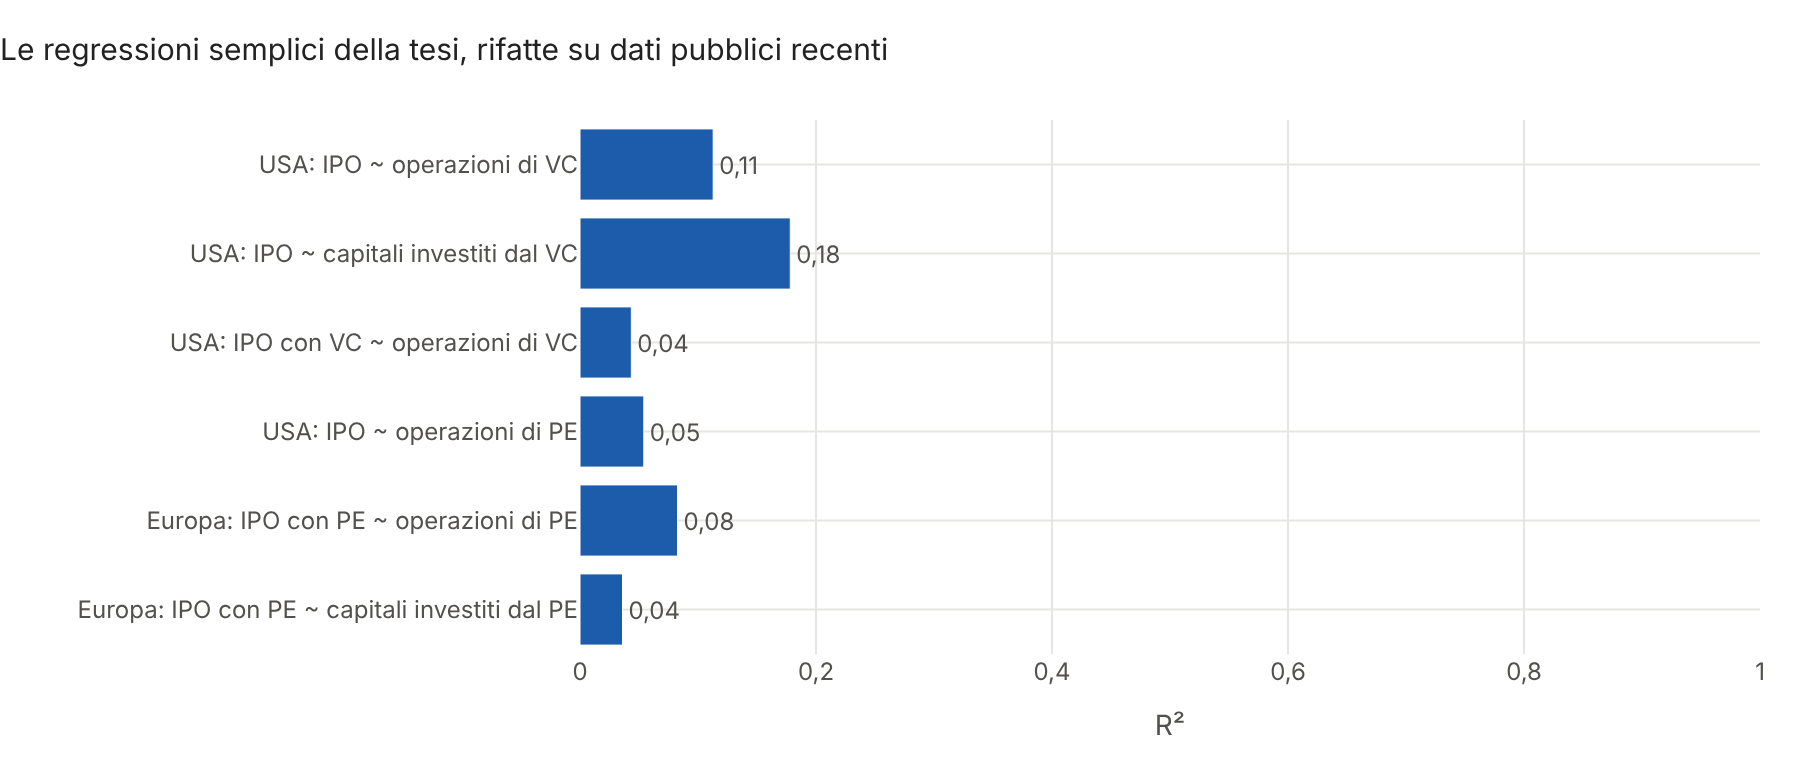 Le regressioni semplici della tesi, rifatte su dati pubblici recenti
USA: IPO ~ operazioni di VC 0,11
USA: IPO ~ capitali investiti dal VC 0,18
USA: IPO con VC ~ operazioni di VC 0,04
USA: IPO ~ operazioni di PE 0,05
Europa: IPO con PE ~ operazioni di PE 0,08
Europa: IPO con PE ~ capitali investiti dal PE 0,04
0 0,2 0,4 0,6 0,8 1
R²